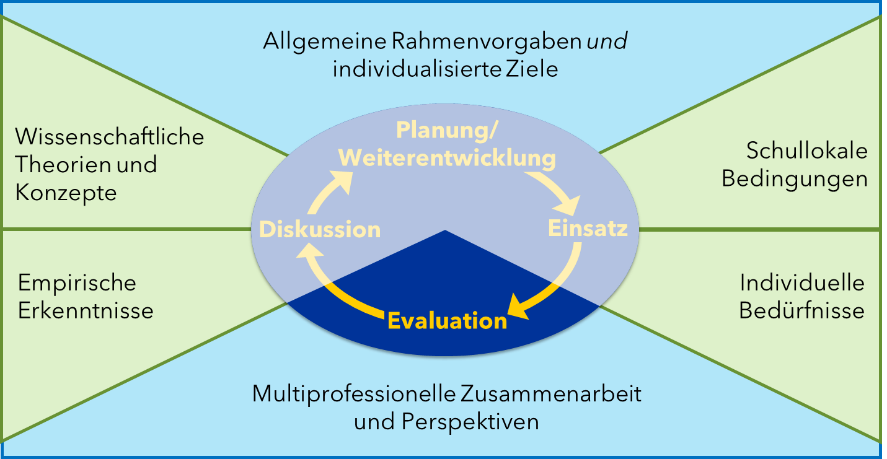 Allgemeine Rahmenvorgaben und
individualisierte Ziele
Wissenschaftliche
Theorien und
Konzepte
Planung/
Weiterentwicklung
Schullokale
Bedingungen
Diskussion
Einsatz
Empirische
Erkenntnisse
Individuelle
Bedürfnisse
Evaluation
Multiprofessionelle Zusammenarbeit
und Perspektiven